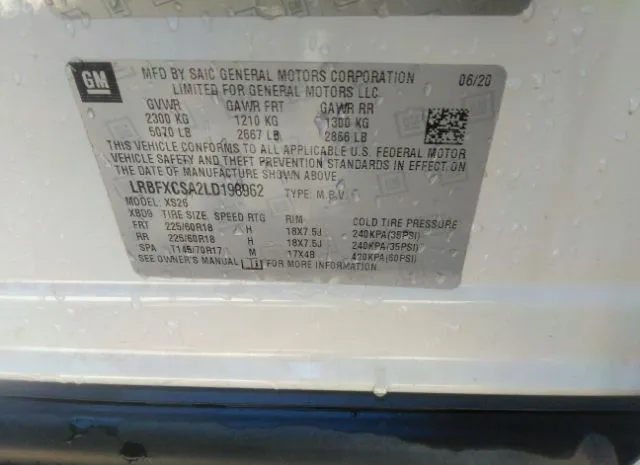 GM
MFD BY SAIC GENERAL MOTORS CORPORATION 06/20
LIMITED FOR GENERAL MOTORS LLC
GVWR GAWR FRT GAWR RR
2300 KG 1210 KG 1300 KG
5070 LB 2667 LB 2866 LB
THIS VEHICLE CONFORMS TO ALL APPLICABLE U.S. FEDERAL MOTOR
VEHICLE SAFETY AND THEFT PREVENTION STANDARDS IN EFFECT ON
THE DATE OF MANUFACTURE SHOWN ABOVE.
LRBFXCSA2LD198962 TYPE: M.P.V.
MODEL: XS26
XBD9 TIRE SIZE SPEED RTG RIM COLD TIRE PRESSURE
FRT 225/60R18 H 18X7.5J 240KPA(35PSI)
RR 225/60R18 H 18X7.5J 240KPA(35PSI)
SPA T145/70R17 M 17X4B 420KPA(60PSI)
SEE OWNER'S MANUAL FOR MORE INFORMATION.